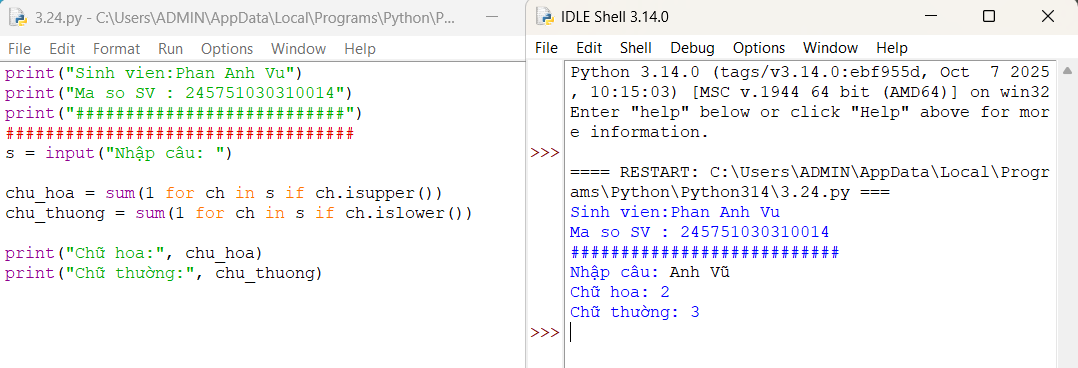 3.24.py - C:\Users\ADMIN\AppData\Local\Programs\Python\P...
File Edit Format Run Options Window Help
print("Sinh vien:Phan Anh Vu")
print("Ma so SV : 245751030310014")
print("###########################")
###################################
s = input("Nhập câu: ")
chu_hoa = sum(1 for ch in s if ch.isupper())
chu_thuong = sum(1 for ch in s if ch.islower())
print("Chữ hoa:", chu_hoa)
print("Chữ thường:", chu_thuong)
IDLE Shell 3.14.0
File Edit Shell Debug Options Window Help
Python 3.14.0 (tags/v3.14.0:ebf955d, Oct  7 2025
, 10:15:03) [MSC v.1944 64 bit (AMD64)] on win32
Enter "help" below or click "Help" above for mor
e information.
>>>
==== RESTART: C:\Users\ADMIN\AppData\Local\Progr
ams\Python\Python314\3.24.py ===
Sinh vien:Phan Anh Vu
Ma so SV : 245751030310014
###########################
Nhập câu: Anh Vũ
Chữ hoa: 2
Chữ thường: 3
>>>